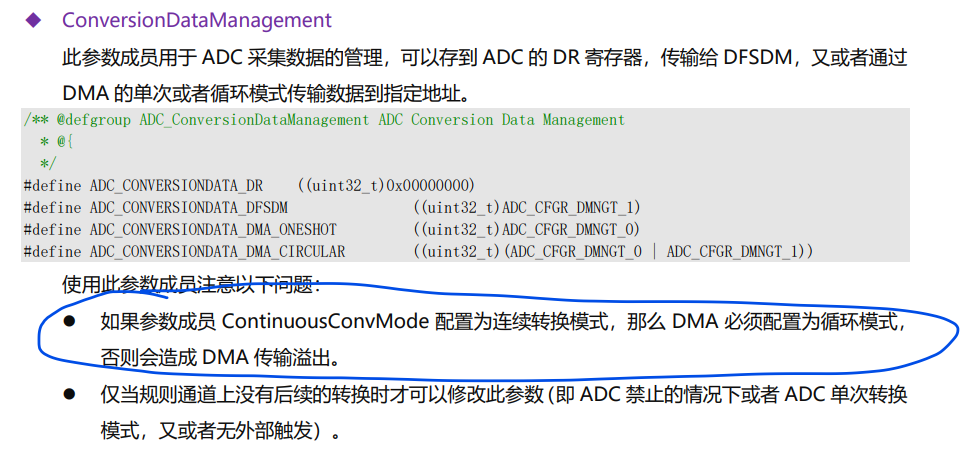 ◆ ConversionDataManagement
此参数成员用于 ADC 采集数据的管理，可以存到 ADC 的 DR 寄存器，传输给 DFSDM，又或者通过
DMA 的单次或者循环模式传输数据到指定地址。
/** @defgroup ADC_ConversionDataManagement ADC Conversion Data Management
* @{
*/
#define ADC_CONVERSIONDATA_DR ((uint32_t)0x00000000)
#define ADC_CONVERSIONDATA_DFSDM ((uint32_t)ADC_CFGR_DMNGT_1)
#define ADC_CONVERSIONDATA_DMA_ONESHOT ((uint32_t)ADC_CFGR_DMNGT_0)
#define ADC_CONVERSIONDATA_DMA_CIRCULAR ((uint32_t)(ADC_CFGR_DMNGT_0 | ADC_CFGR_DMNGT_1))
使用此参数成员注意以下问题：
● 如果参数成员 ContinuousConvMode 配置为连续转换模式，那么 DMA 必须配置为循环模式，
否则会造成 DMA 传输溢出。
● 仅当规则通道上没有后续的转换时才可以修改此参数（即 ADC 禁止的情况下或者 ADC 单次转换
模式，又或者无外部触发）。